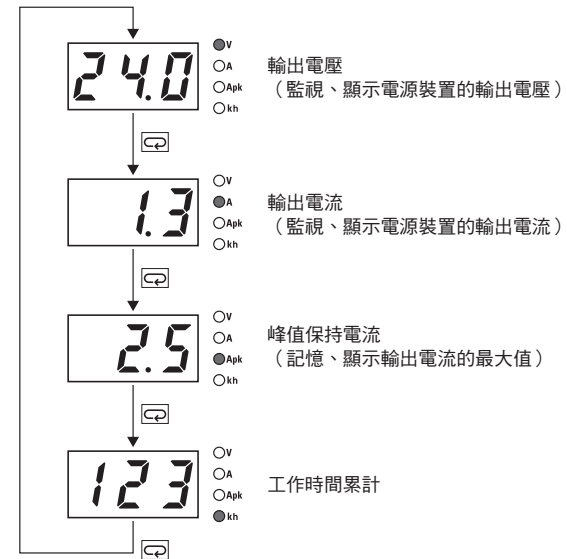 24.0
V
A
Apk
kh
輸出電壓
（監視、顯示電源裝置的輸出電壓）
1.3
V
A
Apk
kh
輸出電流
（監視、顯示電源裝置的輸出電流）
2.5
V
A
Apk
kh
峰值保持電流
（記憶、顯示輸出電流的最大值）
123
V
A
Apk
kh
工作時間累計